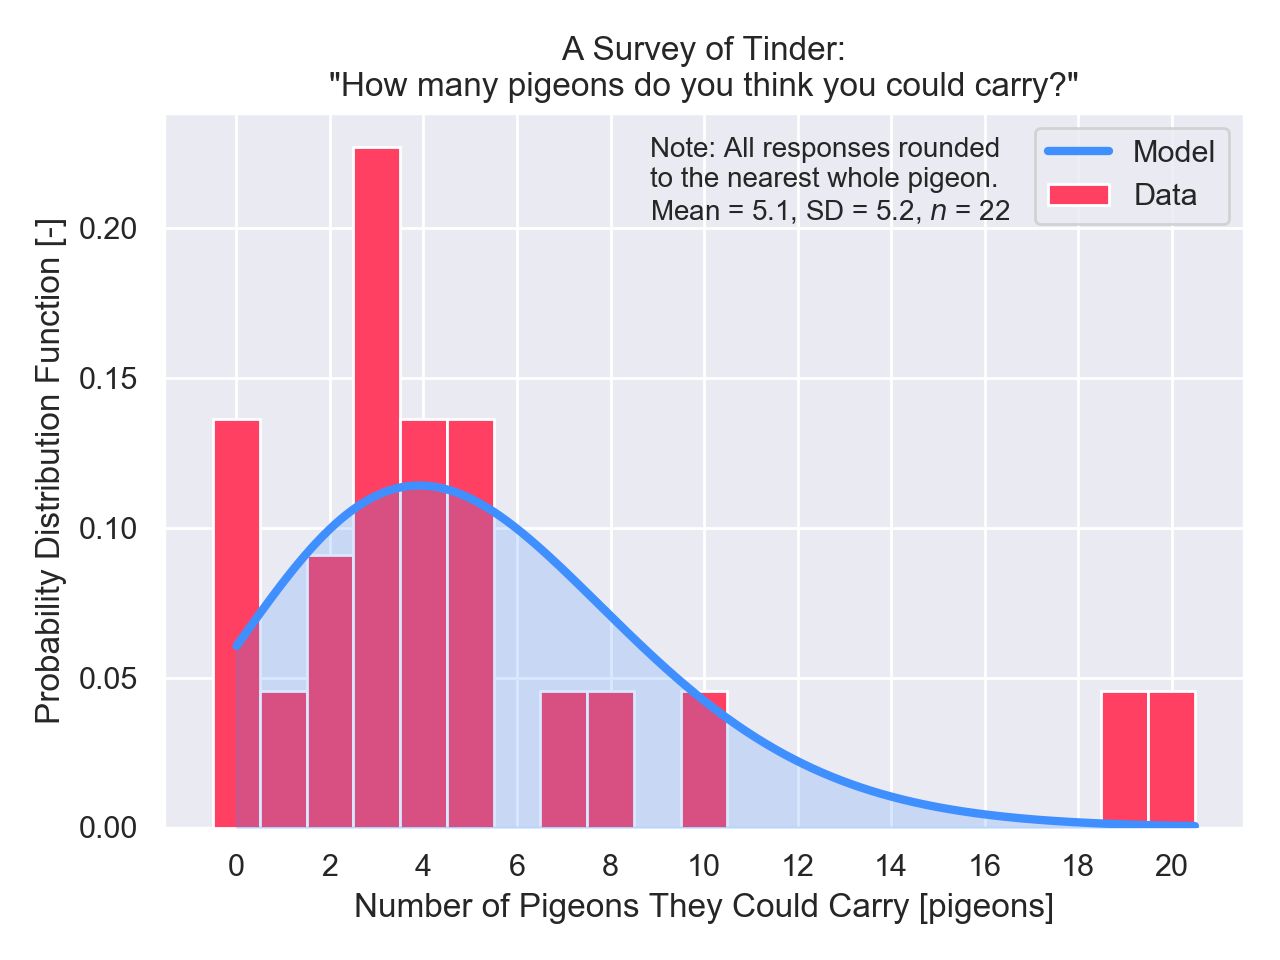 A Survey of Tinder:
"How many pigeons do you think you could carry?"
Note: All responses rounded
to the nearest whole pigeon.
Mean = 5.1, SD = 5.2, n = 22
Model
Data
Probability Distribution Function [-]
0.20
0.15
0.10
0.05
0.00
0 2 4 6 8 10 12 14 16 18 20
Number of Pigeons They Could Carry [pigeons]